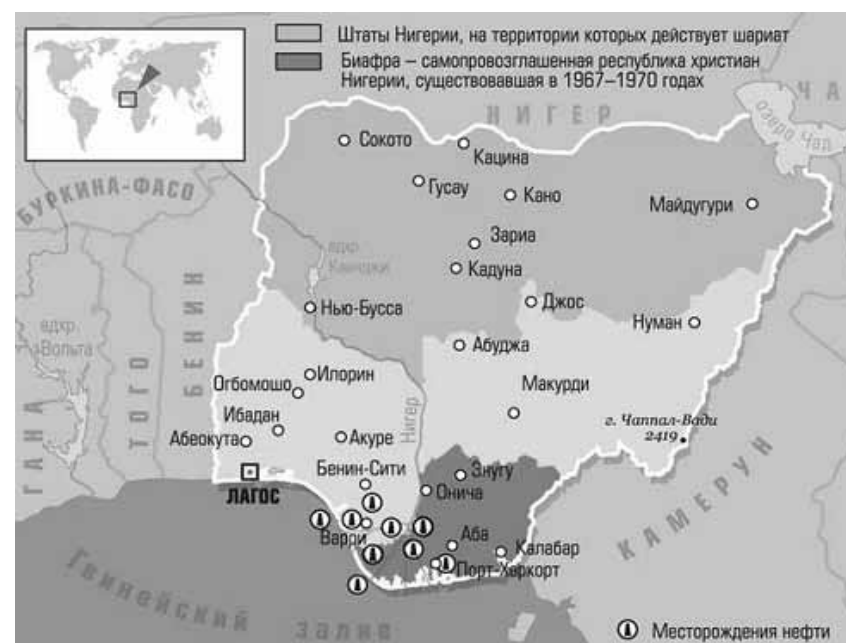 Штаты Нигерии, на территории которых действует шариат
Биафра – самопровозглашенная республика христиан
Нигерии, существовавшая в 1967–1970 годах
НИГЕР
ЧА
озеро Чад
Сокото
Кацина
Гусау
Кано
Майдугури
БУРКИНА-ФАСО
Зариа
вдхр.
Каинджи
Кадуна
БЕНИН
Нью-Бусса
Джос
Нуман
вдхр.
Вольта
Абуджа
ТОГО
Илорин
Огбомошо
Макурди
ГАНА
Ибадан
Нигер
г. Чаппал-Вади
2419
Абеокута
Акуре
Бенин-Сити
Энугу
ЛАГОС
Онича
КАМЕРУН
Варри
Аба
Калабар
Порт-Харкорт
Гвинейский залив
Месторождения нефти